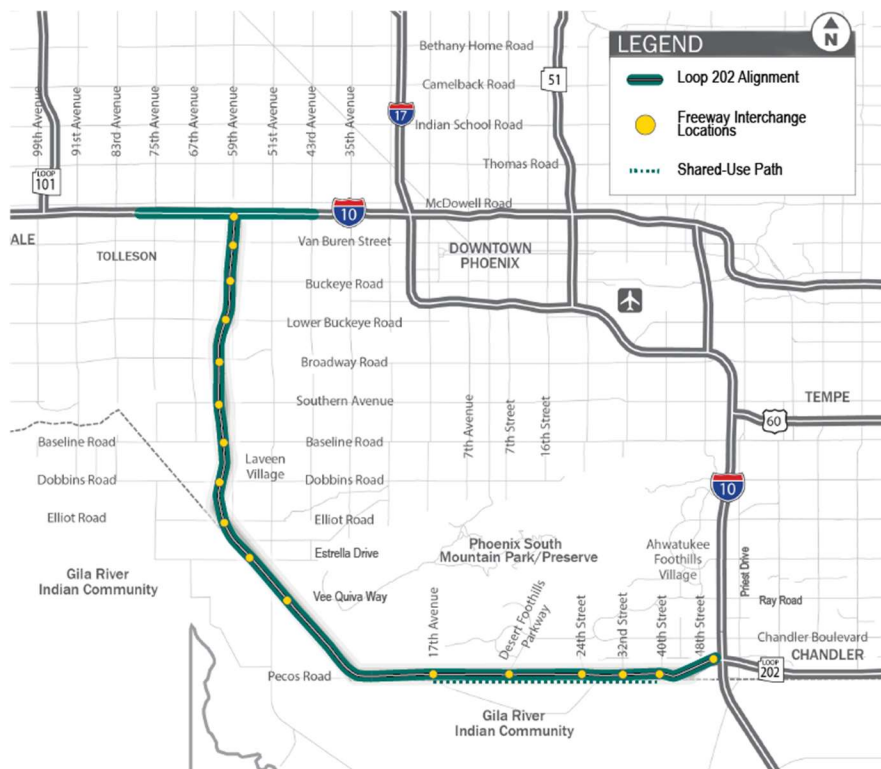 LEGEND
N
Loop 202 Alignment
Freeway Interchange
Locations
Shared-Use Path
Bethany Home Road
Camelback Road
51
17
Indian School Road
Thomas Road
McDowell Road
99th Avenue
91st Avenue
83rd Avenue
75th Avenue
67th Avenue
59th Avenue
51st Avenue
43rd Avenue
35th Avenue
LOOP
101
10
ALE
TOLLESON
Van Buren Street
DOWNTOWN
PHOENIX
Buckeye Road
Lower Buckeye Road
Broadway Road
Southern Avenue
7th Avenue
7th Street
16th Street
TEMPE
60
Baseline Road
Baseline Road
Laveen
Village
Dobbins Road
Dobbins Road
10
Elliot Road
Elliot Road
Estrella Drive
Phoenix South
Mountain Park/Preserve
Ahwatukee
Foothills
Village
Gila River
Indian Community
Vee Quiva Way
Priest Drive
Ray Road
17th Avenue
Desert Foothills
Parkway
24th Street
32nd Street
40th Street
48th Street
Chandler Boulevard
CHANDLER
LOOP
202
Pecos Road
Gila River
Indian Community